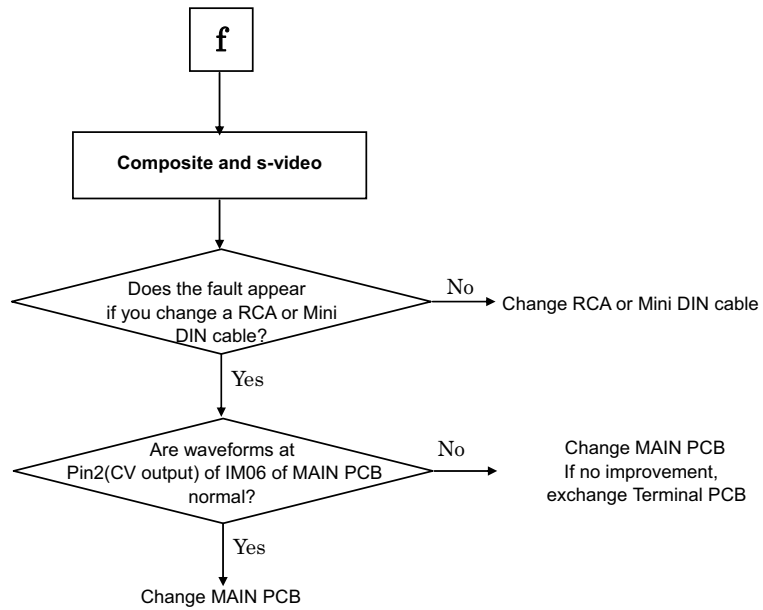 f
Composite and s-video
Does the fault appear
if you change a RCA or Mini
DIN cable?
No
Change RCA or Mini DIN cable
Yes
Are waveforms at
Pin2(CV output) of IM06 of MAIN PCB
normal?
No
Change MAIN PCB
If no improvement,
exchange Terminal PCB
Yes
Change MAIN PCB